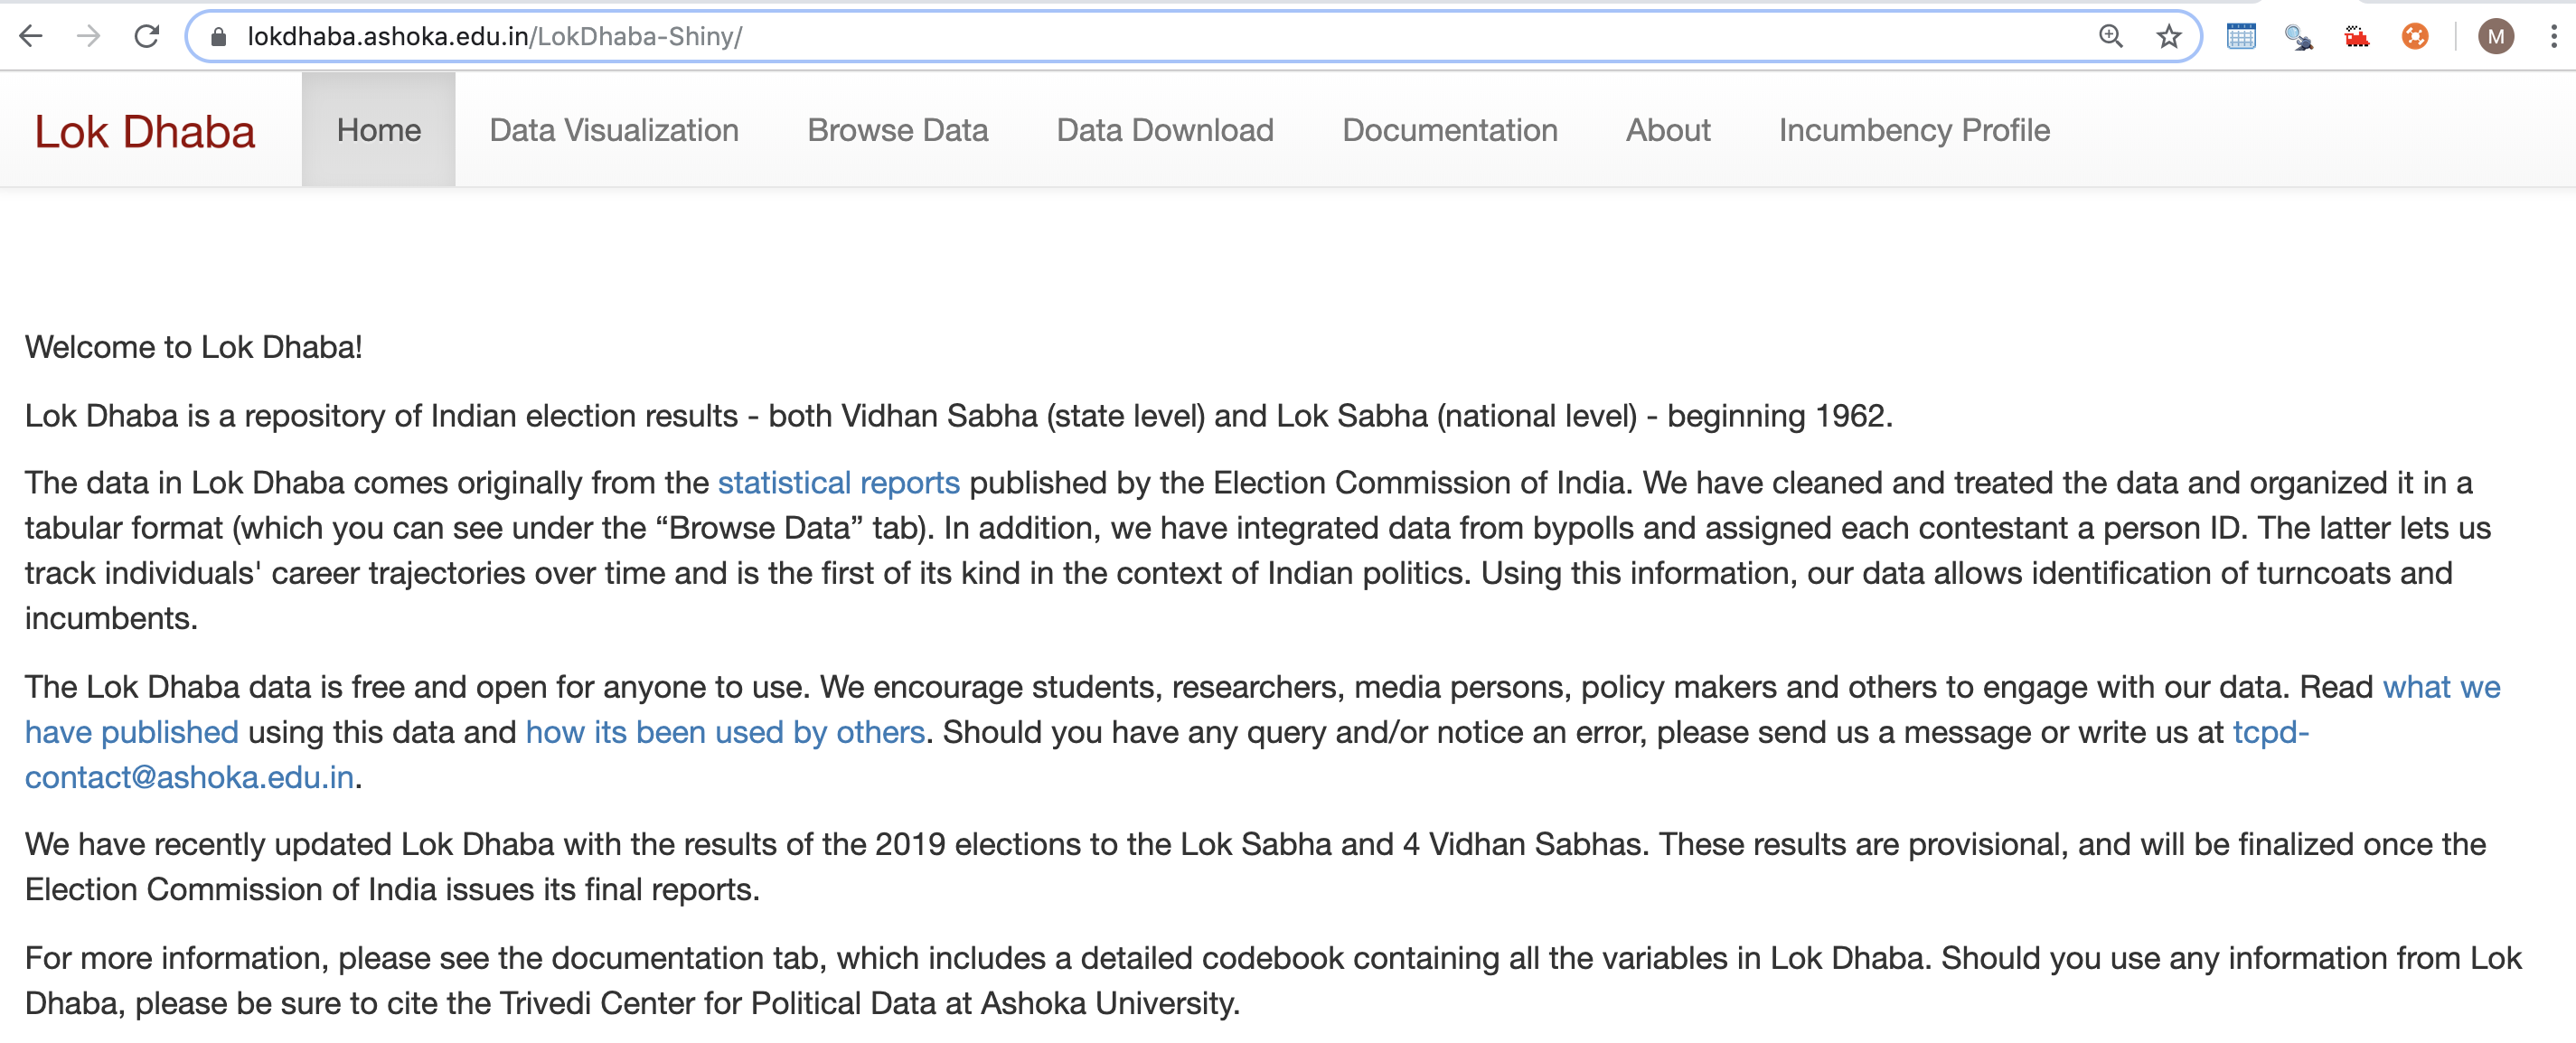 lokdhaba.ashoka.edu.in/LokDhaba-Shiny/
M
Lok Dhaba Home Data Visualization Browse Data Data Download Documentation About Incumbency Profile
Welcome to Lok Dhaba!
Lok Dhaba is a repository of Indian election results - both Vidhan Sabha (state level) and Lok Sabha (national level) - beginning 1962.
The data in Lok Dhaba comes originally from the statistical reports published by the Election Commission of India. We have cleaned and treated the data and organized it in a
tabular format (which you can see under the “Browse Data” tab). In addition, we have integrated data from bypolls and assigned each contestant a person ID. The latter lets us
track individuals' career trajectories over time and is the first of its kind in the context of Indian politics. Using this information, our data allows identification of turncoats and
incumbents.
The Lok Dhaba data is free and open for anyone to use. We encourage students, researchers, media persons, policy makers and others to engage with our data. Read what we
have published using this data and how its been used by others. Should you have any query and/or notice an error, please send us a message or write us at tcpd-
contact@ashoka.edu.in.
We have recently updated Lok Dhaba with the results of the 2019 elections to the Lok Sabha and 4 Vidhan Sabhas. These results are provisional, and will be finalized once the
Election Commission of India issues its final reports.
For more information, please see the documentation tab, which includes a detailed codebook containing all the variables in Lok Dhaba. Should you use any information from Lok
Dhaba, please be sure to cite the Trivedi Center for Political Data at Ashoka University.